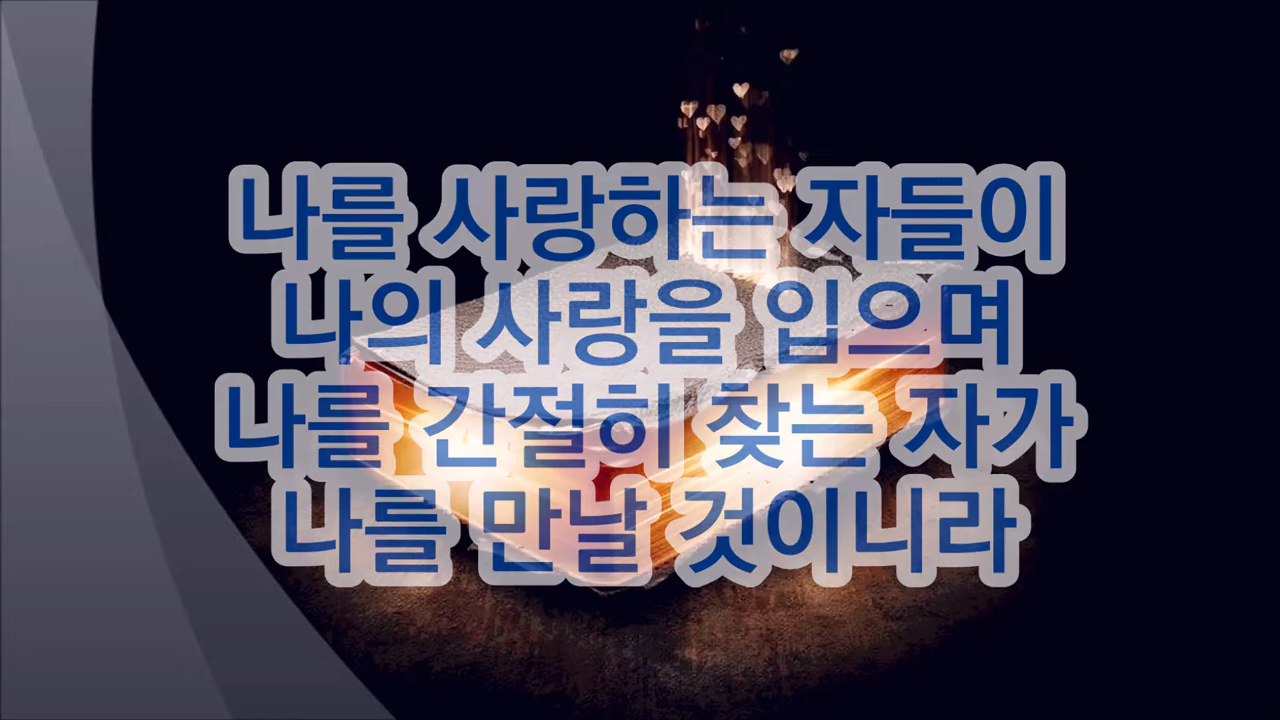 나를 사랑하는 자들이
나의 사랑을 입으며
나를 간절히 찾는 자가
나를 만날 것이니라